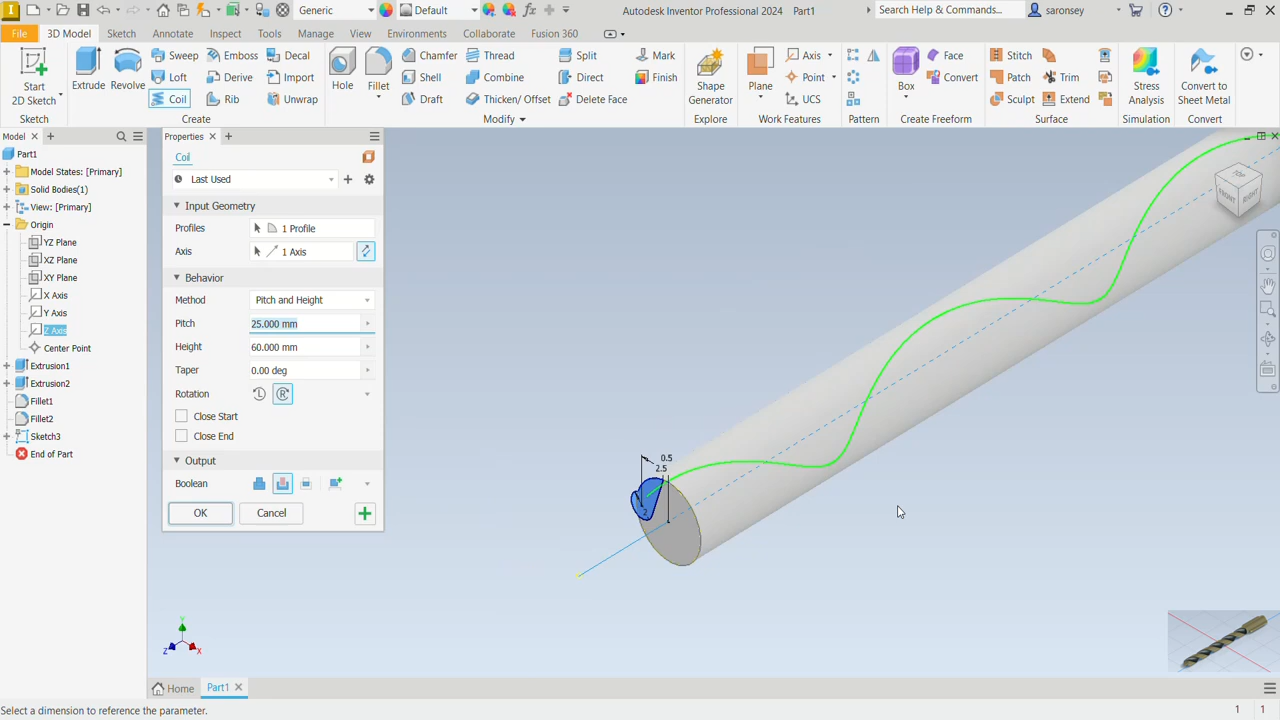 Generic
Default
Autodesk Inventor Professional 2024 Part1
Search Help & Commands...
saronsey
File
3D Model
Sketch
Annotate
Inspect
Tools
Manage
View
Environments
Collaborate
Fusion 360
Start
2D Sketch
Extrude
Revolve
Sweep
Emboss
Decal
Loft
Derive
Import
Coil
Rib
Unwrap
Hole
Fillet
Chamfer
Thread
Split
Mark
Shell
Combine
Direct
Finish
Draft
Thicken/ Offset
Delete Face
Shape
Generator
Plane
Axis
Point
UCS
Box
Face
Convert
Stitch
Patch
Trim
Sculpt
Extend
Stress
Analysis
Convert to
Sheet Metal
Sketch
Create
Modify
Explore
Work Features
Pattern
Create Freeform
Surface
Simulation
Convert
Model
Part1
Model States: [Primary]
Solid Bodies(1)
View: [Primary]
Origin
YZ Plane
XZ Plane
XY Plane
X Axis
Y Axis
Z Axis
Center Point
Extrusion1
Extrusion2
Fillet1
Fillet2
Sketch3
End of Part
Properties
Coil
Last Used
Input Geometry
Profiles
1 Profile
Axis
1 Axis
Behavior
Method
Pitch and Height
Pitch
25.000 mm
Height
60.000 mm
Taper
0.00 deg
Rotation
Close Start
Close End
Output
Boolean
OK
Cancel
0.5
2.5
2
TOP
FRONT
RIGHT
Y
Z
X
Home
Part1
Select a dimension to reference the parameter.
1
1